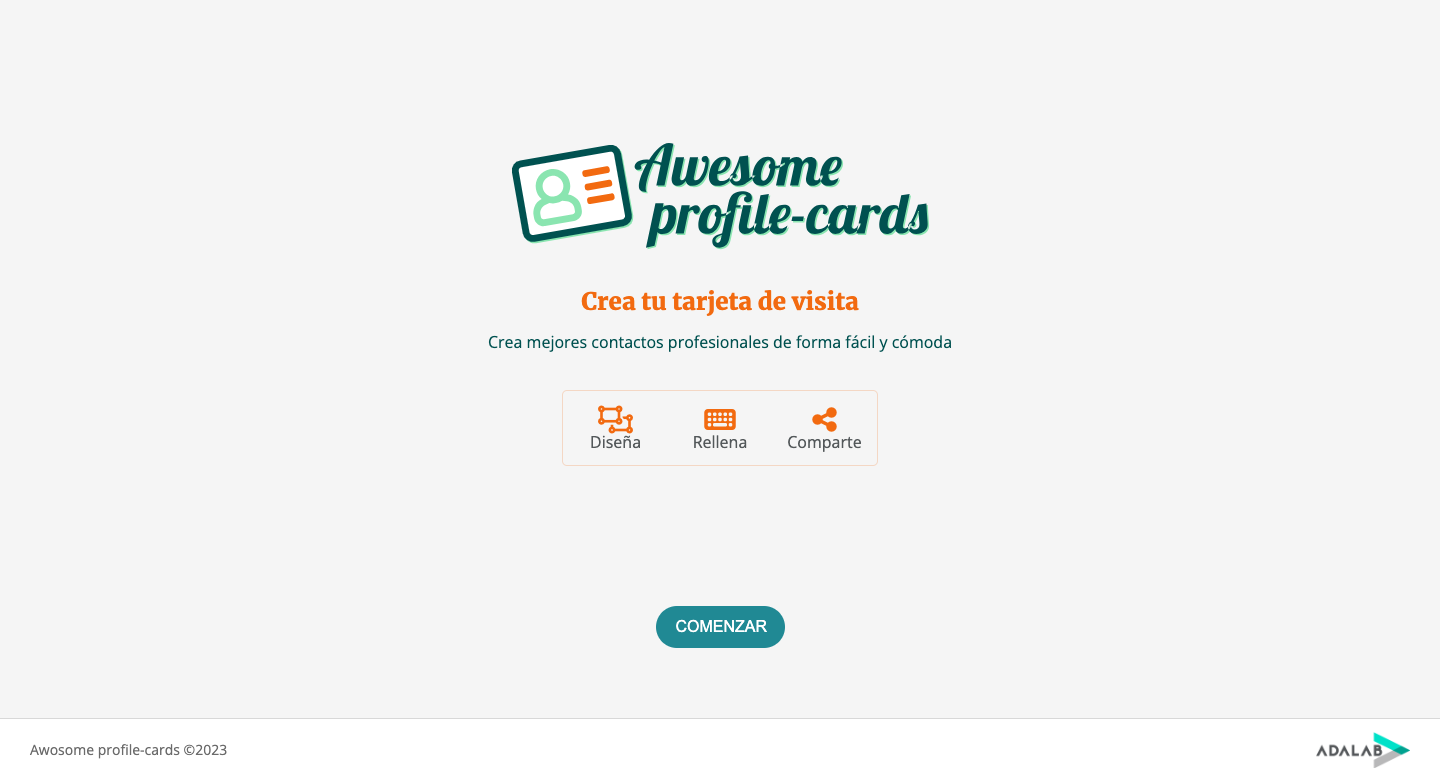 Awesome
profile-cards
Crea tu tarjeta de visita
Crea mejores contactos profesionales de forma fácil y cómoda
Diseña
Rellena
Comparte
COMENZAR
Awosome profile-cards ©2023
ADALAB